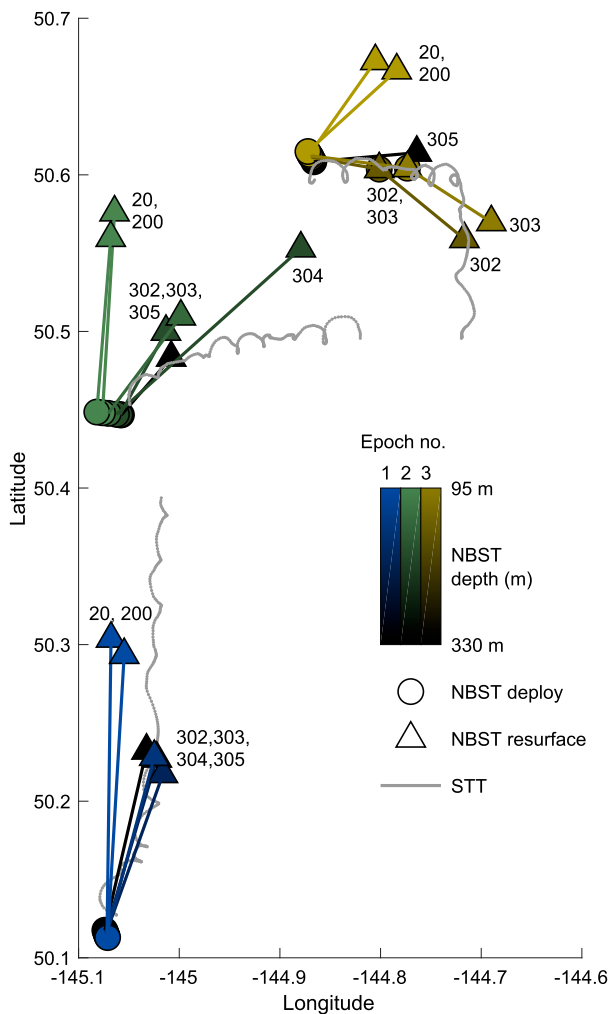 50.7
20,
200
305
50.6
302,
303
303
302
20,
200
304
302,303,
305
50.5
Epoch no.
1 2 3
95 m
50.4
Latitude
NBST
depth (m)
20, 200
50.3
330 m
NBST deploy
302,303,
304,305
NBST resurface
STT
50.2
50.1
-145.1 -145 -144.9 -144.8 -144.7 -144.6
Longitude